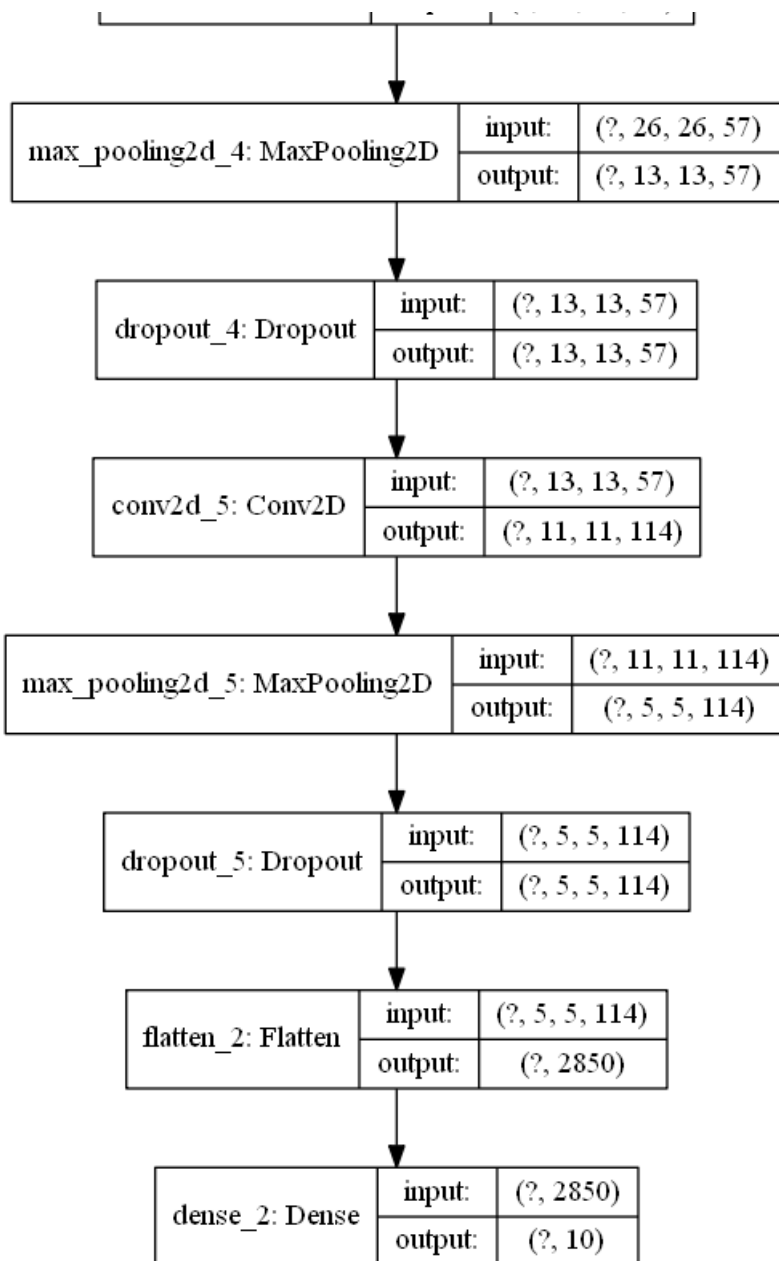 max_pooling2d_4: MaxPooling2D
input:
(?, 26, 26, 57)
output:
(?, 13, 13, 57)
dropout_4: Dropout
input:
(?, 13, 13, 57)
output:
(?, 13, 13, 57)
conv2d_5: Conv2D
input:
(?, 13, 13, 57)
output:
(?, 11, 11, 114)
max_pooling2d_5: MaxPooling2D
input:
(?, 11, 11, 114)
output:
(?, 5, 5, 114)
dropout_5: Dropout
input:
(?, 5, 5, 114)
output:
(?, 5, 5, 114)
flatten_2: Flatten
input:
(?, 5, 5, 114)
output:
(?, 2850)
dense_2: Dense
input:
(?, 2850)
output:
(?, 10)